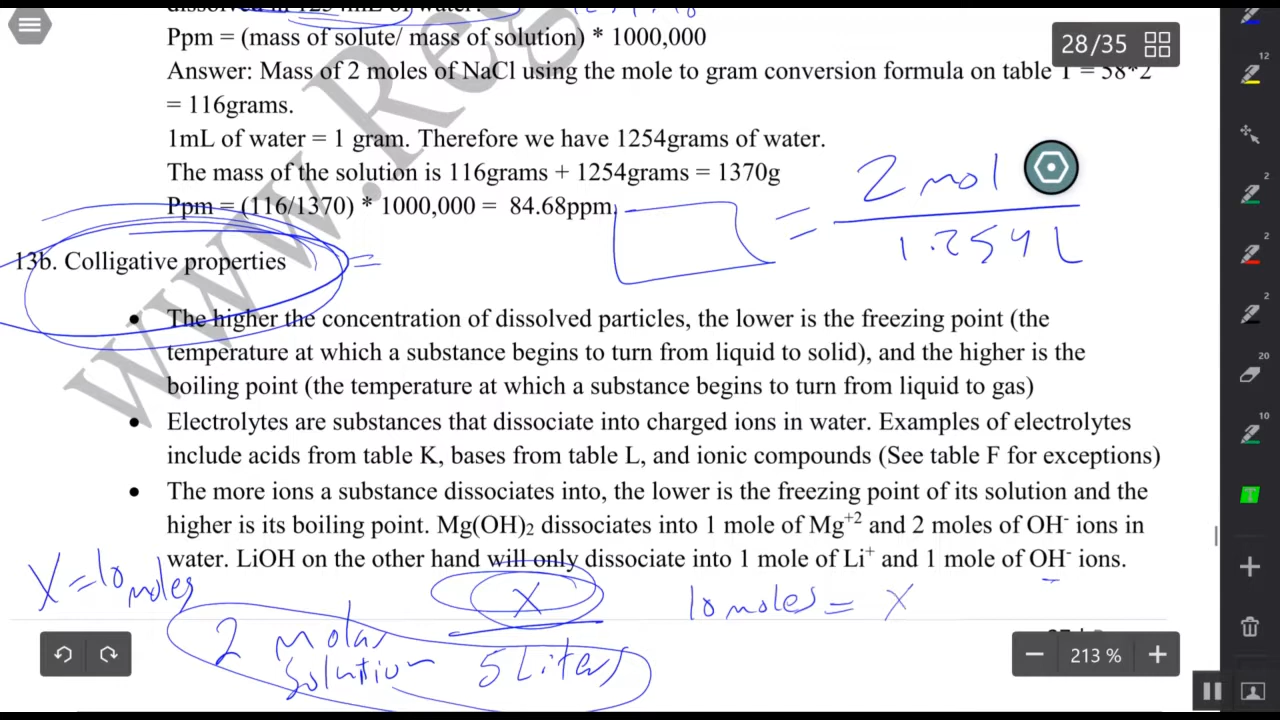 28/35
Ppm = (mass of solute/ mass of solution) * 1000,000
Answer: Mass of 2 moles of NaCl using the mole to gram conversion formula on table T = 58*2
= 116grams.
1mL of water = 1 gram. Therefore we have 1254grams of water.
The mass of the solution is 116grams + 1254grams = 1370g
Ppm = (116/1370) * 1000,000 = 84.68ppm.
= 2 mol
1.254 L
13b. Colligative properties =
• The higher the concentration of dissolved particles, the lower is the freezing point (the
temperature at which a substance begins to turn from liquid to solid), and the higher is the
boiling point (the temperature at which a substance begins to turn from liquid to gas)
• Electrolytes are substances that dissociate into charged ions in water. Examples of electrolytes
include acids from table K, bases from table L, and ionic compounds (See table F for exceptions)
• The more ions a substance dissociates into, the lower is the freezing point of its solution and the
higher is its boiling point. Mg(OH)₂ dissociates into 1 mole of Mg⁺² and 2 moles of OH⁻ ions in
water. LiOH on the other hand will only dissociate into 1 mole of Li⁺ and 1 mole of OH⁻ ions.
X = 10 moles
X
10 moles = X
2 molar solution
5 Liters
213 %
www.Reg
12
2
2
2
20
10
T